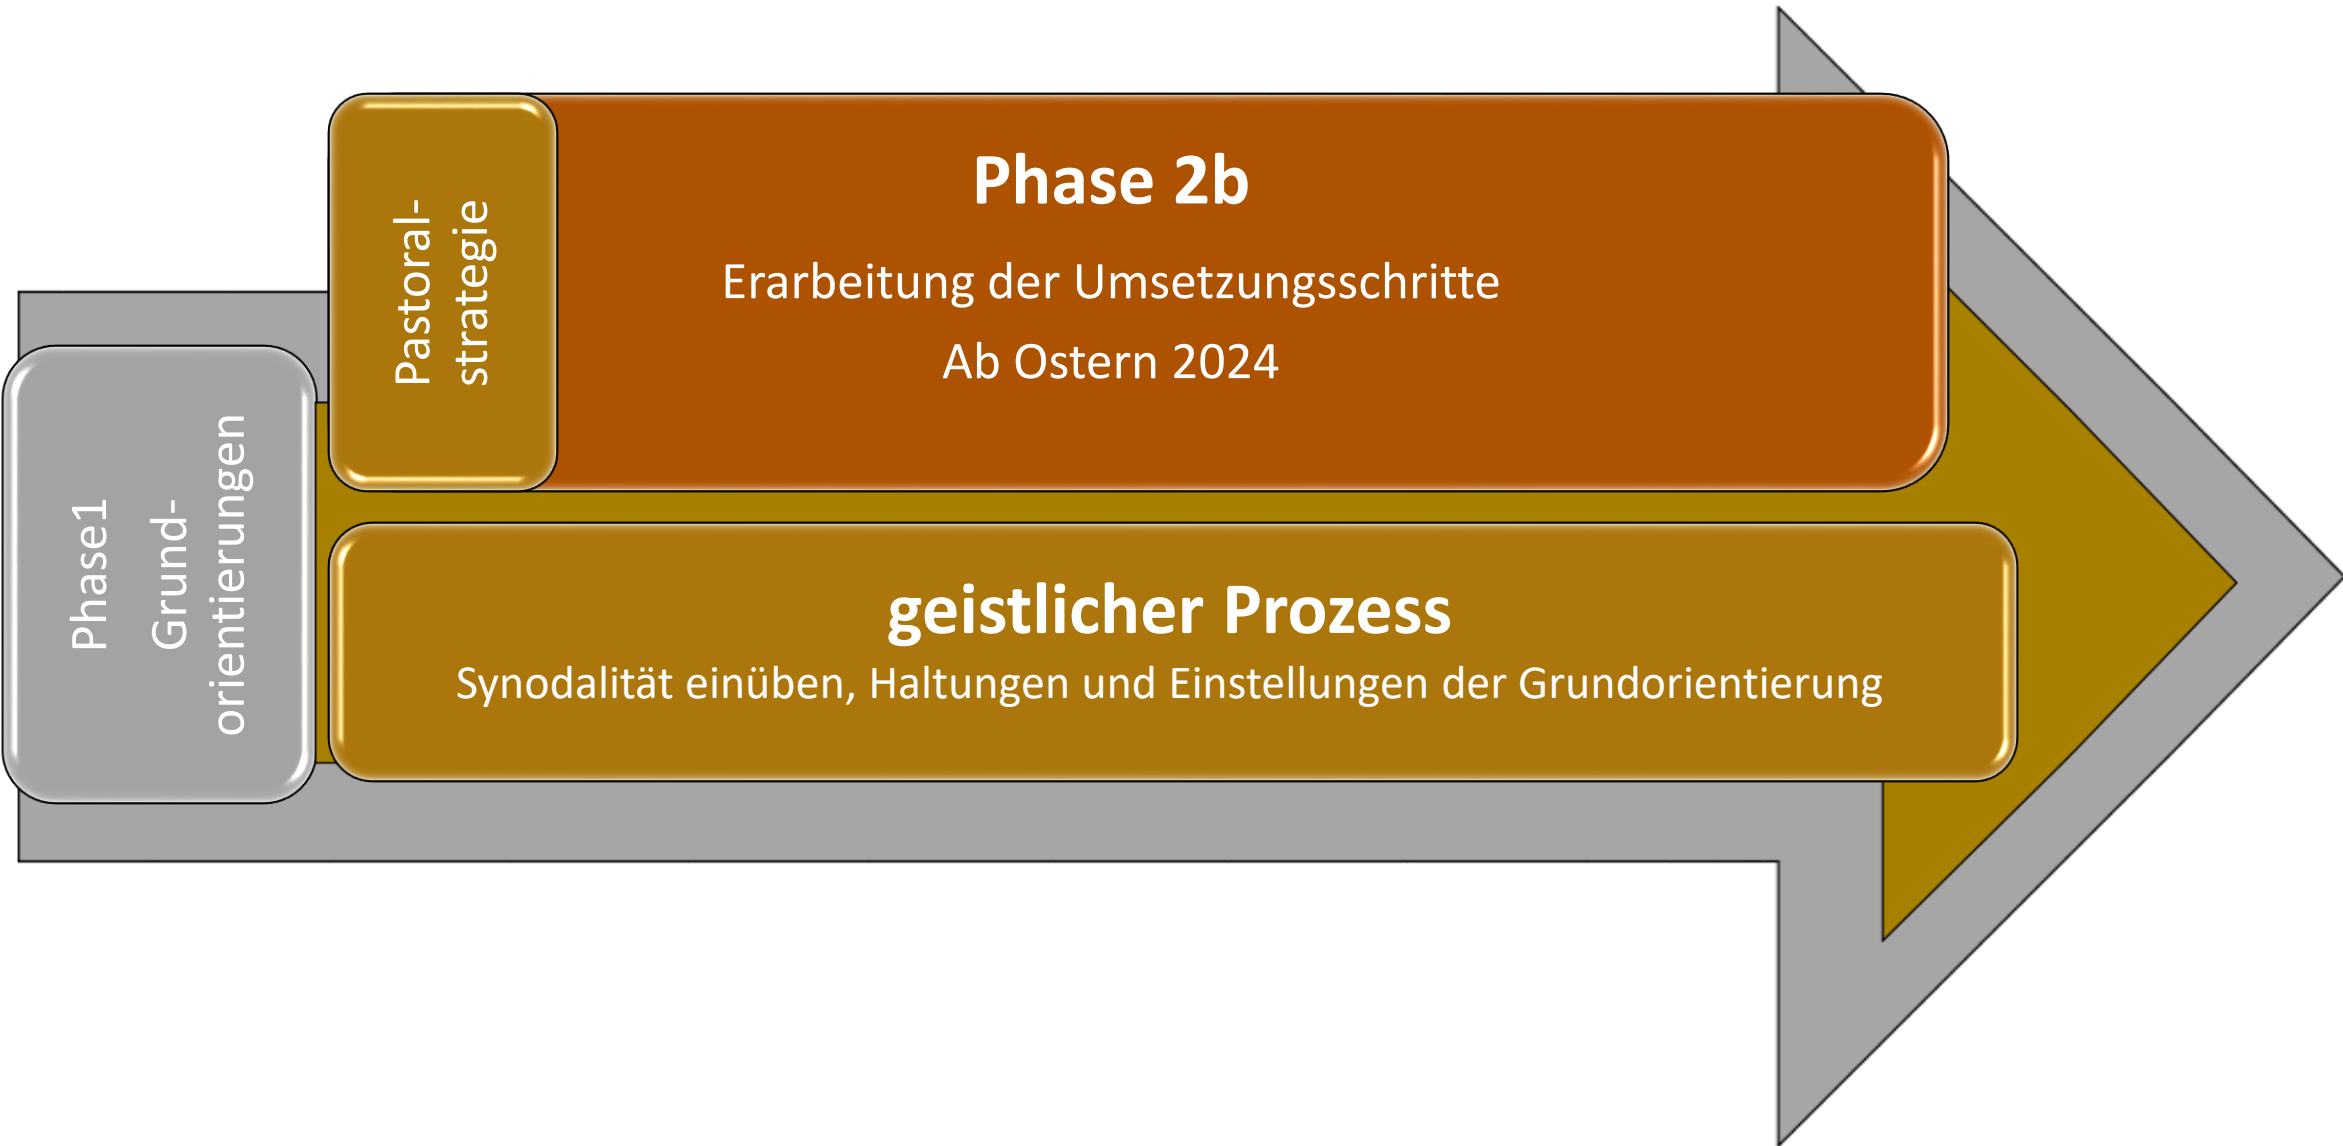 Phase1
Grund-
orientierungen
Pastoral-
strategie
Phase 2b
Erarbeitung der Umsetzungsschritte
Ab Ostern 2024
geistlicher Prozess
Synodalität einüben, Haltungen und Einstellungen der Grundorientierung